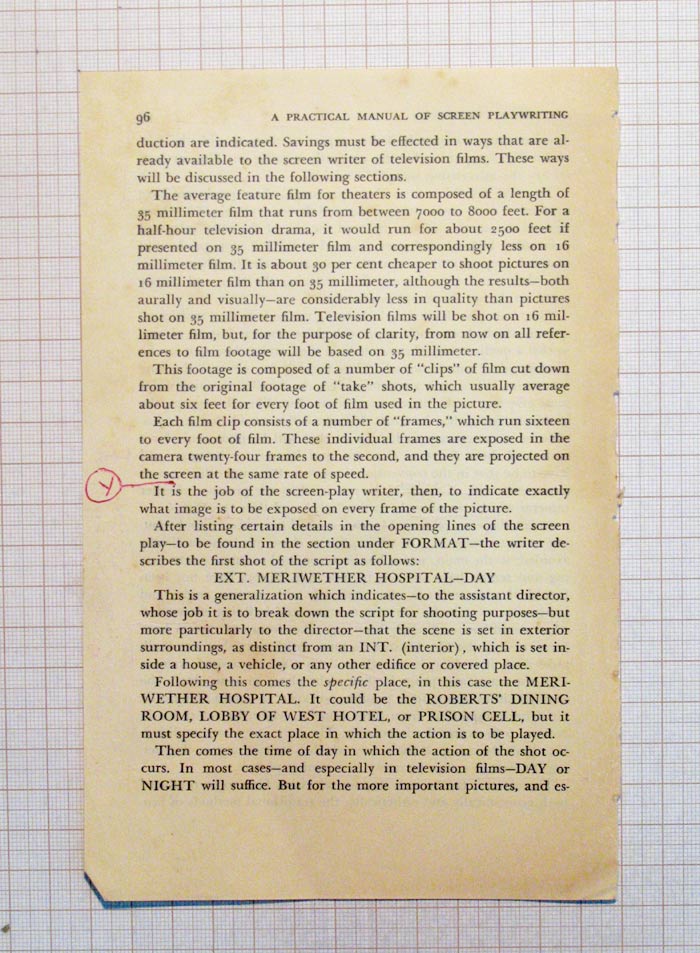 96 A PRACTICAL MANUAL OF SCREEN PLAYWRITING
duction are indicated. Savings must be effected in ways that are al-
ready available to the screen writer of television films. These ways
will be discussed in the following sections.
The average feature film for theaters is composed of a length of
35 millimeter film that runs from between 7000 to 8000 feet. For a
half-hour television drama, it would run for about 2500 feet if
presented on 35 millimeter film and correspondingly less on 16
millimeter film. It is about 30 per cent cheaper to shoot pictures on
16 millimeter film than on 35 millimeter, although the results—both
aurally and visually—are considerably less in quality than pictures
shot on 35 millimeter film. Television films will be shot on 16 mil-
limeter film, but, for the purpose of clarity, from now on all refer-
ences to film footage will be based on 35 millimeter.
This footage is composed of a number of "clips" of film cut down
from the original footage of "take" shots, which usually average
about six feet for every foot of film used in the picture.
Each film clip consists of a number of "frames," which run sixteen
to every foot of film. These individual frames are exposed in the
camera twenty-four frames to the second, and they are projected on
the screen at the same rate of speed.
Y
It is the job of the screen-play writer, then, to indicate exactly
what image is to be exposed on every frame of the picture.
After listing certain details in the opening lines of the screen
play—to be found in the section under FORMAT—the writer de-
scribes the first shot of the script as follows:
EXT. MERIWETHER HOSPITAL—DAY
This is a generalization which indicates—to the assistant director,
whose job it is to break down the script for shooting purposes—but
more particularly to the director—that the scene is set in exterior
surroundings, as distinct from an INT. (interior), which is set in-
side a house, a vehicle, or any other edifice or covered place.
Following this comes the specific place, in this case the MERI-
WETHER HOSPITAL. It could be the ROBERTS' DINING
ROOM, LOBBY OF WEST HOTEL, or PRISON CELL, but it
must specify the exact place in which the action is to be played.
Then comes the time of day in which the action of the shot oc-
curs. In most cases—and especially in television films—DAY or
NIGHT will suffice. But for the more important pictures, and es-